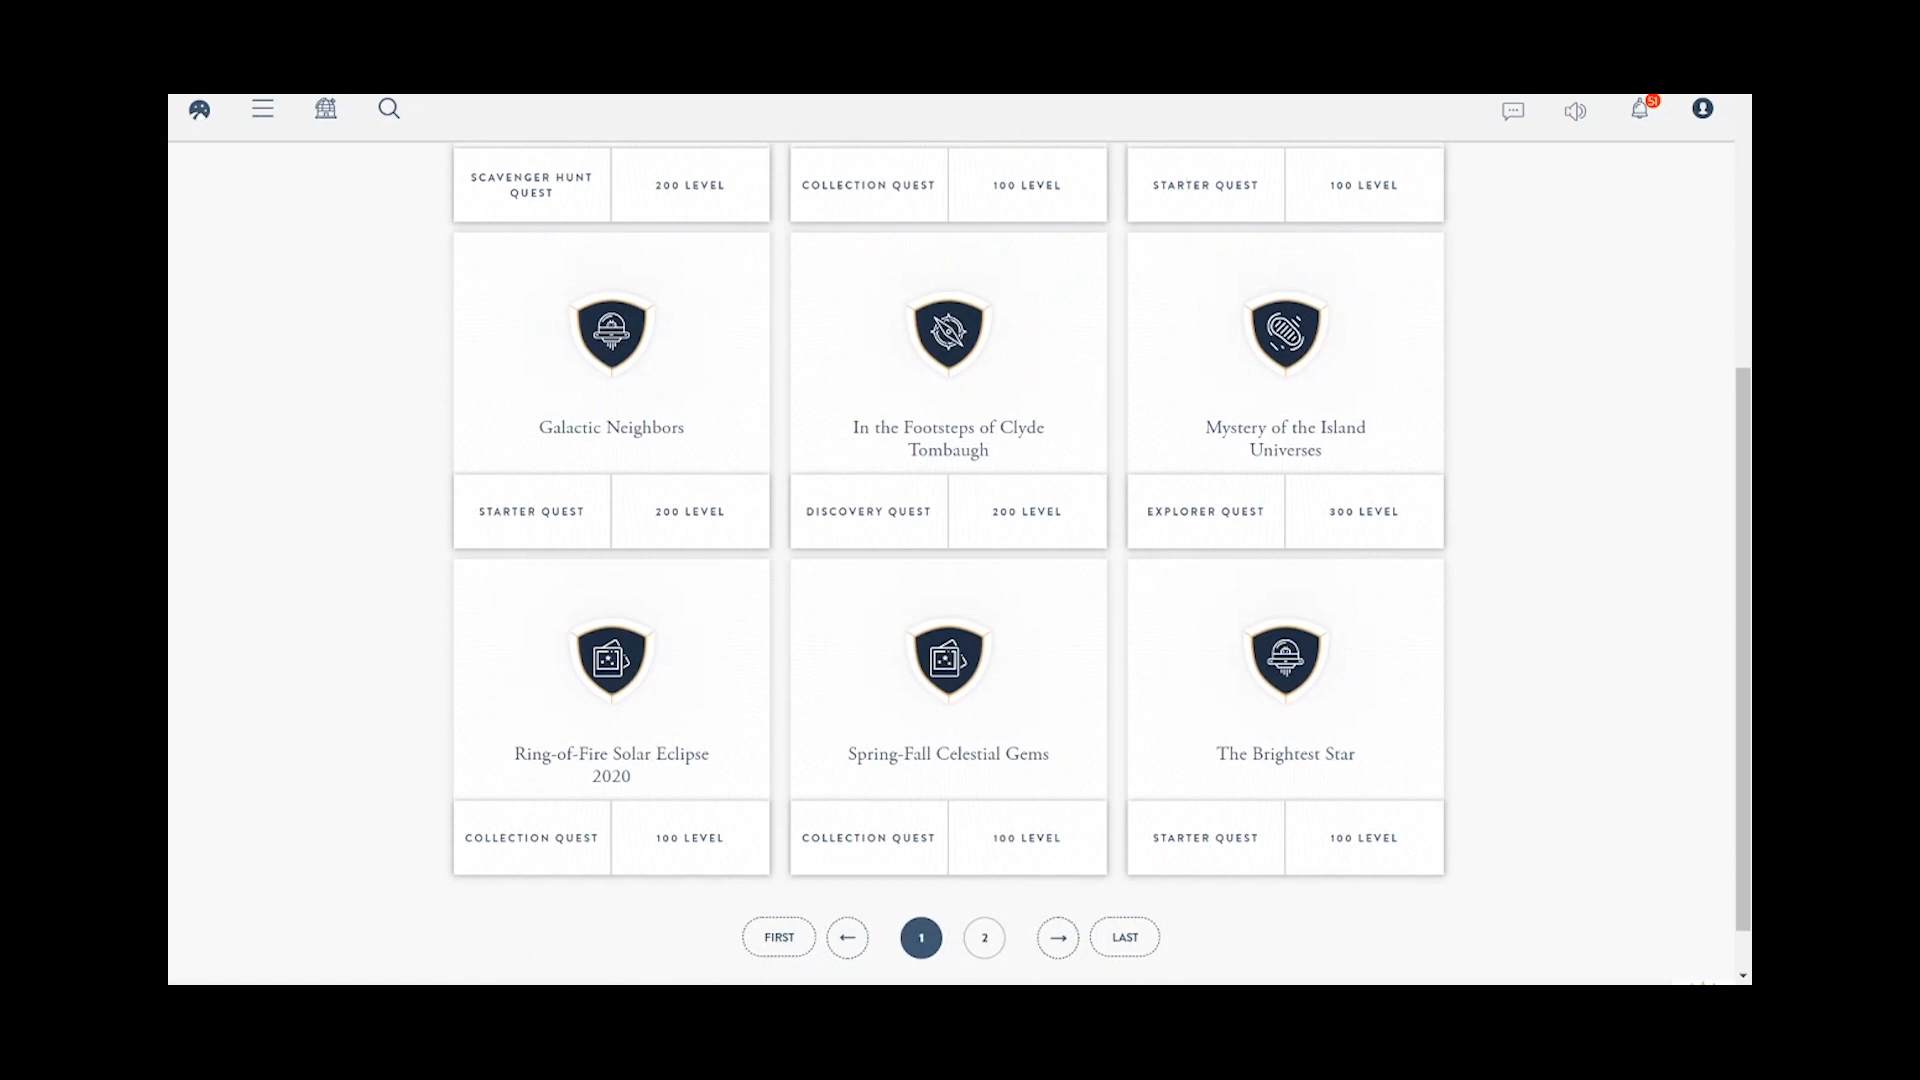 51
SCAVENGER HUNT
QUEST
200 LEVEL
COLLECTION QUEST
100 LEVEL
STARTER QUEST
100 LEVEL
Galactic Neighbors
In the Footsteps of Clyde
Tombaugh
Mystery of the Island
Universes
STARTER QUEST
200 LEVEL
DISCOVERY QUEST
200 LEVEL
EXPLORER QUEST
300 LEVEL
Ring-of-Fire Solar Eclipse
2020
Spring-Fall Celestial Gems
The Brightest Star
COLLECTION QUEST
100 LEVEL
COLLECTION QUEST
100 LEVEL
STARTER QUEST
100 LEVEL
FIRST
1
2
LAST